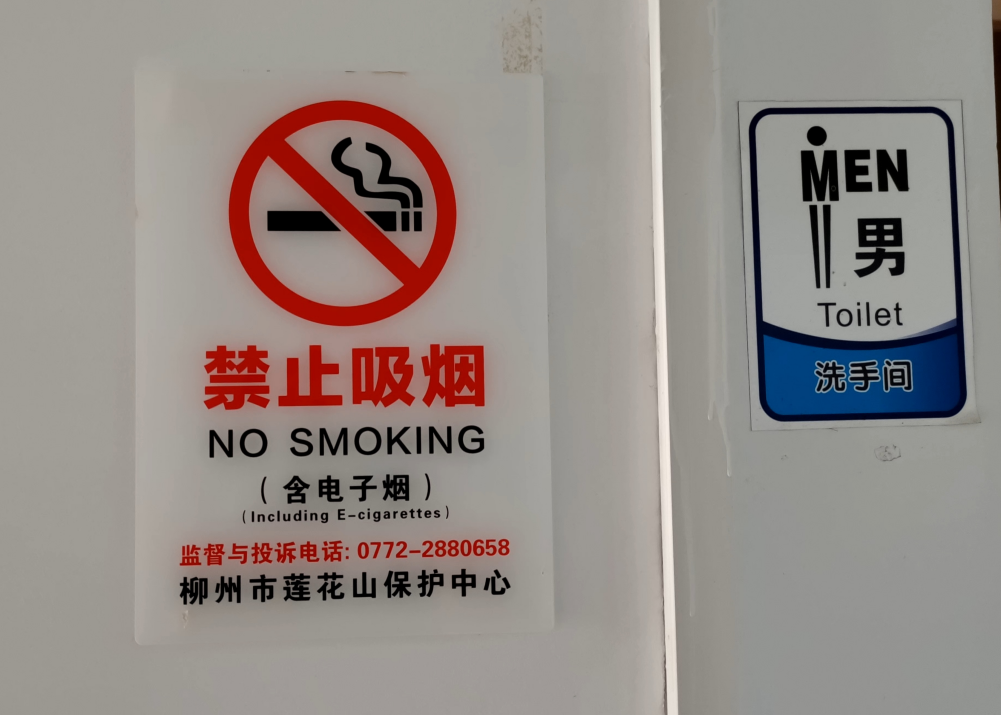 禁止吸烟
NO SMOKING
(含电子烟)
(Including E-cigarettes)
监督与投诉电话: 0772-2880658
柳州市莲花山保护中心
MEN
男
Toilet
洗手间